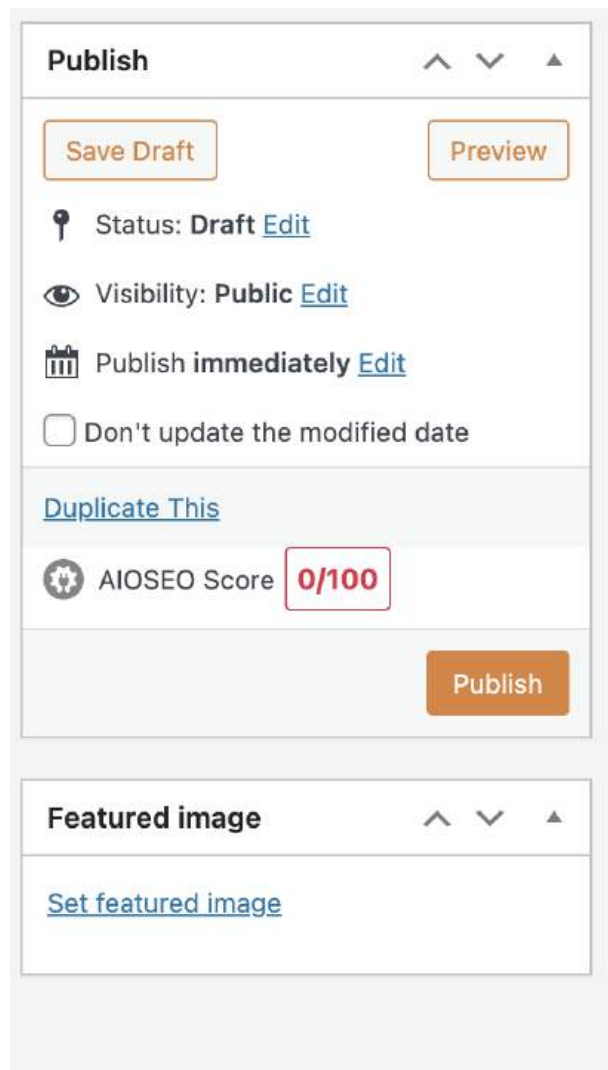 Publish
Save Draft Preview
Status: Draft Edit
Visibility: Public Edit
Publish immediately Edit
Don't update the modified date
Duplicate This
AIOSEO Score 0/100
Publish
Featured image
Set featured image